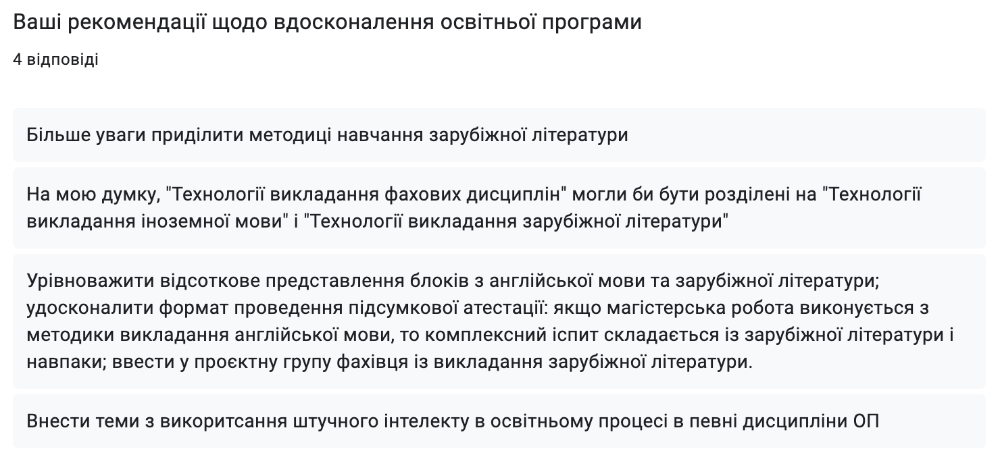 Ваші рекомендації щодо вдосконалення освітньої програми
4 відповіді
Більше уваги приділити методиці навчання зарубіжної літератури
На мою думку, "Технології викладання фахових дисциплін" могли би бути розділені на "Технології
викладання іноземної мови" і "Технології викладання зарубіжної літератури"
Урівноважити відсоткове представлення блоків з англійської мови та зарубіжної літератури;
удосконалити формат проведення підсумкової атестації: якщо магістерська робота виконується з
методики викладання англійської мови, то комплексний іспит складається із зарубіжної літератури і
навпаки; ввести у проєктну групу фахівця із викладання зарубіжної літератури.
Внести теми з викоритсання штучного інтелекту в освітньому процесі в певні дисципліни ОП